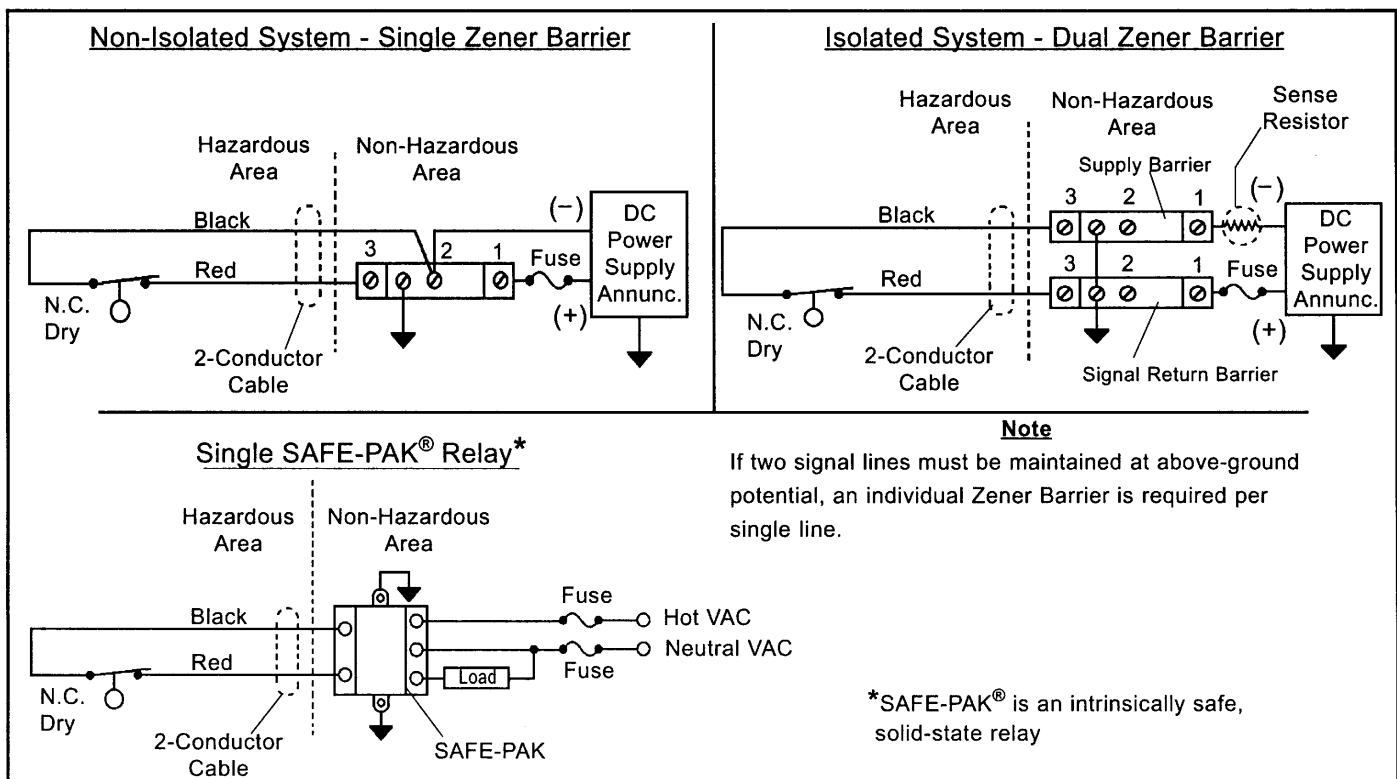 Non-Isolated System - Single Zener Barrier
Hazardous
Area
Non-Hazardous
Area
Black
Red
3
2
1
Fuse
(−)
(+)
DC
Power
Supply
Annunc.
N.C.
Dry
2-Conductor
Cable
Isolated System - Dual Zener Barrier
Hazardous
Area
Non-Hazardous
Area
Sense
Resistor
Supply Barrier
3
2
1
(−)
Black
DC
Power
Supply
Annunc.
3
2
1
Fuse
Red
(+)
N.C.
Dry
2-Conductor
Cable
Signal Return Barrier
Single SAFE-PAK® Relay*
Hazardous
Area
Non-Hazardous
Area
Black
Red
Fuse
Hot VAC
Neutral VAC
Fuse
Load
N.C.
Dry
2-Conductor
Cable
SAFE-PAK
Note
If two signal lines must be maintained at above-ground
potential, an individual Zener Barrier is required per
single line.
*SAFE-PAK® is an intrinsically safe,
solid-state relay